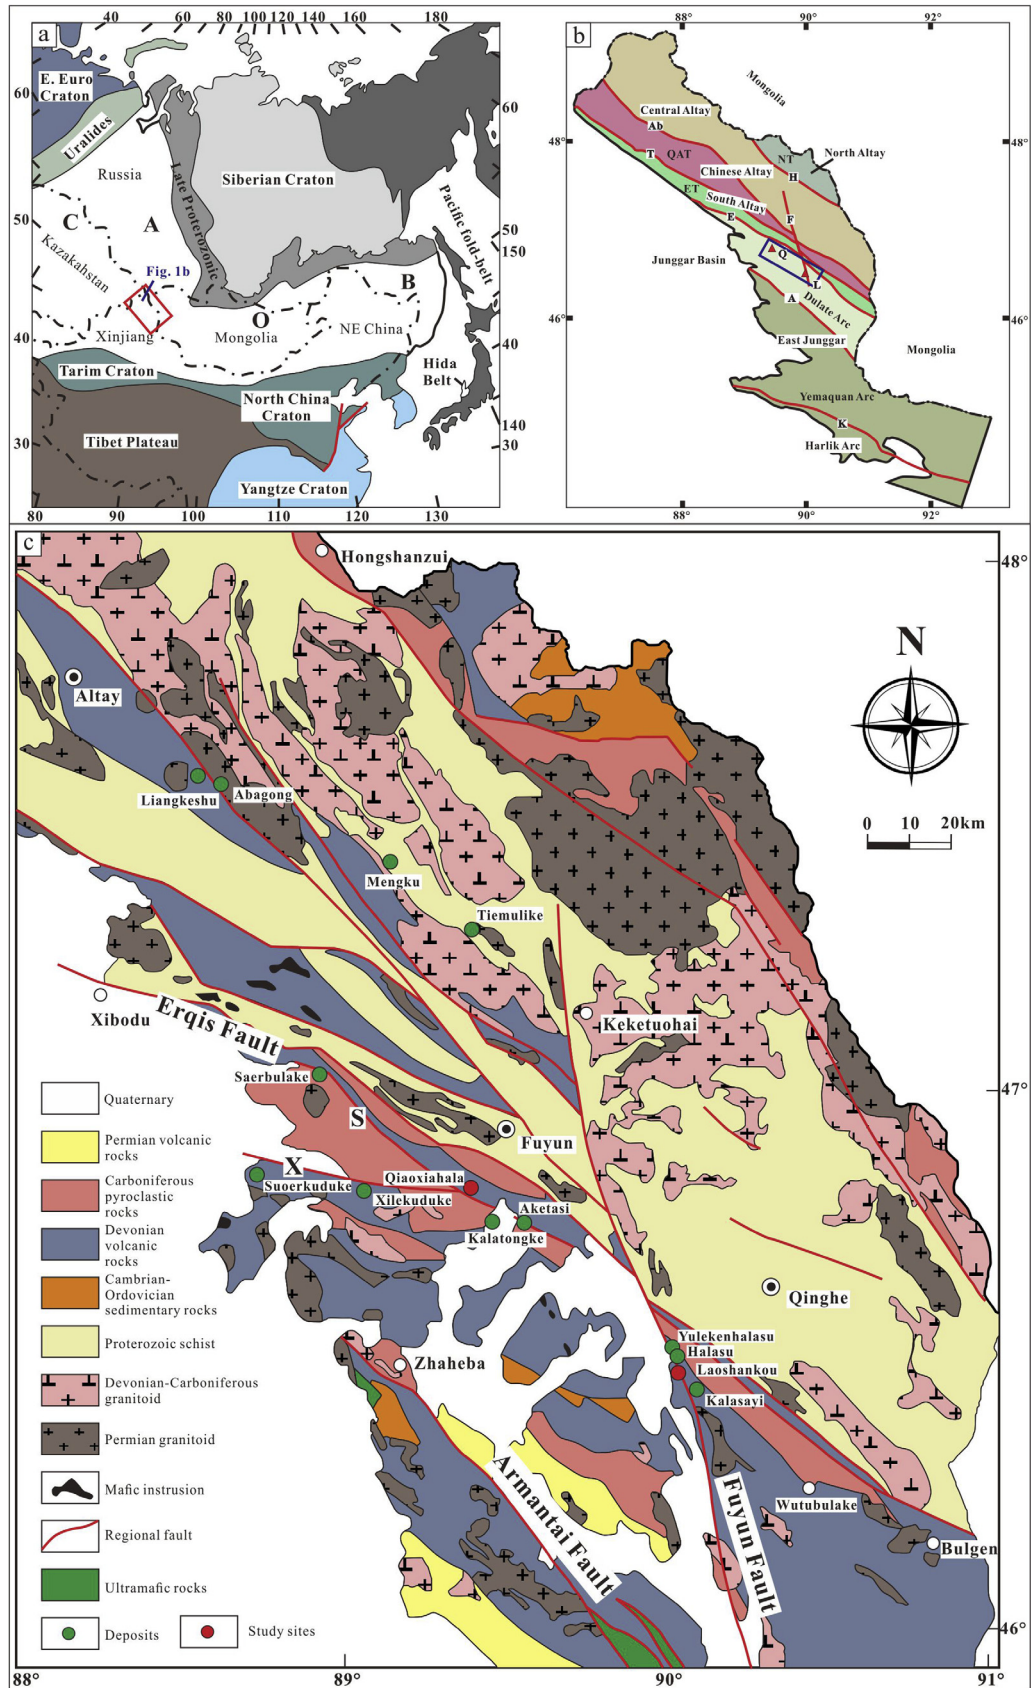 a
40
60
80
100
120
140
160
180
E. Euro
Craton
60
60
Uralides
Russia
Siberian Craton
Late Proterozonic
Pacific fold-belt
50
50
150
C
A
B
Kazakahstan
Fig. 1b
O
Xinjiang
Mongolia
NE China
40
40
Tarim Craton
Hida
Belt
North China
Craton
Tibet Plateau
140
30
30
Yangtze Craton
80
90
100
110
120
130
b
88°
90°
92°
Mongolia
Central Altay
48°
48°
Ab
North Altay
T
QAT
NT
H
Chinese Altay
ET
South Altay
E
F
Junggar Basin
Q
L
A
Dulate Arc
46°
46°
East Junggar
Mongolia
Yemaquan Arc
K
Harlik Arc
88°
90°
92°
c
Hongshanzui
48°
N
Altay
Liangkeshu
Abagong
0 10 20km
Mengku
Tiemulike
Xibodu
Erqis Fault
Keketuohai
Saerbulake
47°
S
Fuyun
X
Qiaoxiahala
Suoerkuduke
Xilekuduke
Aketasi
Kalatongke
Qinghe
Yulekenhalasu
Halasu
Laoshankou
Kalasayi
Zhaheba
Armantai Fault
Fuyun Fault
Wutubulake
Bulgen
46°
Quaternary
Permian volcanic
rocks
Carboniferous
pyroclastic
rocks
Devonian
volcanic
rocks
Cambrian-
Ordovician
sedimentary rocks
Proterozoic schist
Devonian-Carboniferous
granitoid
Permian granitoid
Mafic instrusion
Regional fault
Ultramafic rocks
Deposits
Study sites
88°
89°
90°
91°